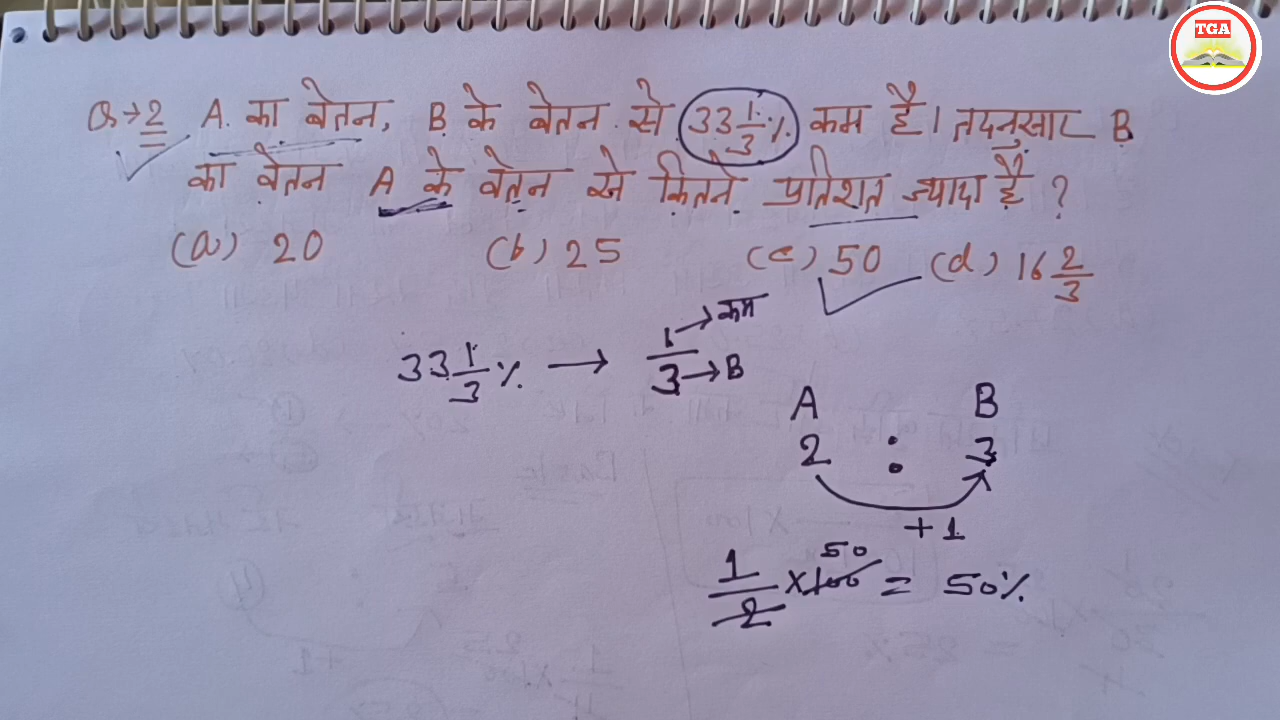 TGA
Q→2 A. का वेतन, B के वेतन से 33 1/3 % कम है। तदनुसार B
का वेतन A के वेतन से कितने प्रतिशत ज्यादा है ?
(a) 20 (b) 25 (c) 50 (d) 16 2/3
33 1/3 % → 1/3 → कम → B
A B
2 : 3
+1
1/2 × 100 50 = 50%